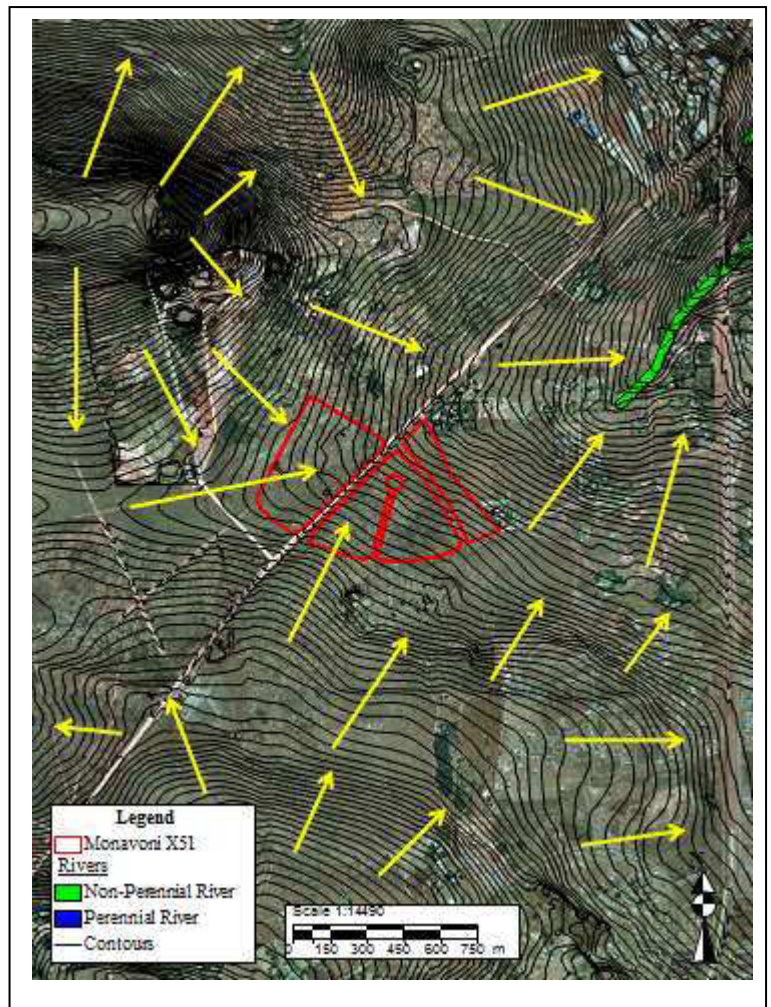 Legend
Monavoni X51
Rivers
Non-Perennial River
Perennial River
Contours
Scale 1:14490
0 150 300 450 600 750 m